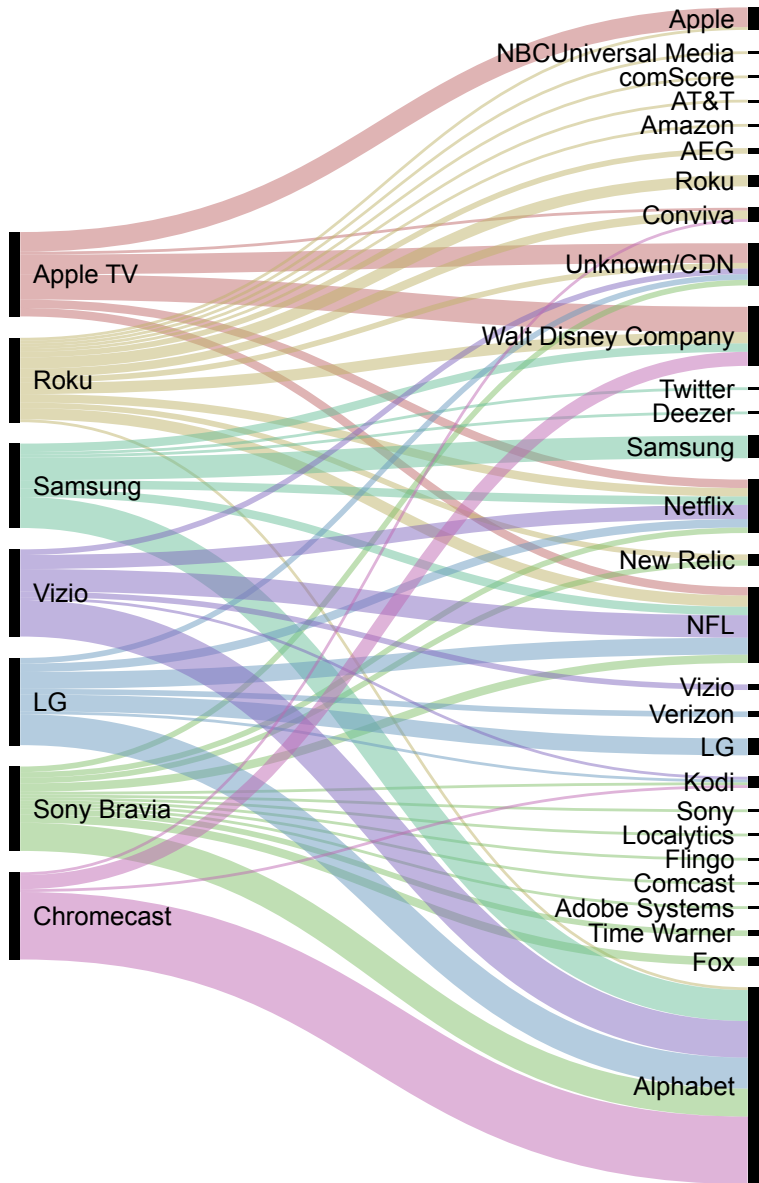 Apple TV
Roku
Samsung
Vizio
LG
Sony Bravia
Chromecast
Apple
NBCUniversal Media
comScore
AT&T
Amazon
AEG
Roku
Conviva
Unknown/CDN
Walt Disney Company
Twitter
Deezer
Samsung
Netflix
New Relic
NFL
Vizio
Verizon
LG
Kodi
Sony
Localytics
Flingo
Comcast
Adobe Systems
Time Warner
Fox
Alphabet